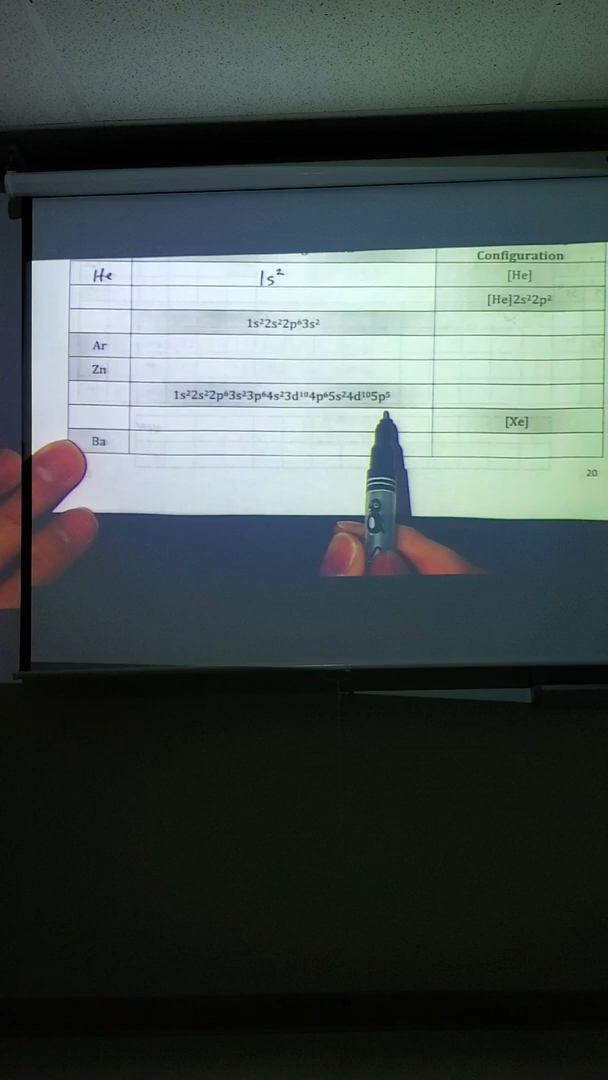 Configuration
He 1s² [He]
[He]2s²2p²
1s²2s²2p⁶3s²
Ar
Zn
1s²2s²2p⁶3s²3p⁶4s²3d¹⁰4p⁶5s²4d¹⁰5p⁵
[Xe]
Ba
20